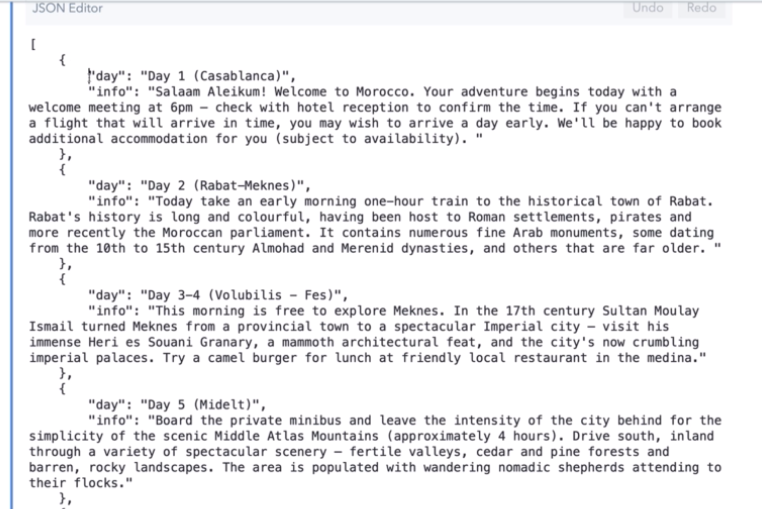 JSON Editor
Undo Redo
[
{
"day": "Day 1 (Casablanca)",
"info": "Salaam Aleikum! Welcome to Morocco. Your adventure begins today with a
welcome meeting at 6pm – check with hotel reception to confirm the time. If you can't arrange
a flight that will arrive in time, you may wish to arrive a day early. We'll be happy to book
additional accommodation for you (subject to availability). "
},
{
"day": "Day 2 (Rabat–Meknes)",
"info": "Today take an early morning one–hour train to the historical town of Rabat.
Rabat's history is long and colourful, having been host to Roman settlements, pirates and
more recently the Moroccan parliament. It contains numerous fine Arab monuments, some dating
from the 10th to 15th century Almohad and Merenid dynasties, and others that are far older. "
},
{
"day": "Day 3–4 (Volubilis – Fes)",
"info": "This morning is free to explore Meknes. In the 17th century Sultan Moulay
Ismail turned Meknes from a provincial town to a spectacular Imperial city – visit his
immense Heri es Souani Granary, a mammoth architectural feat, and the city's now crumbling
imperial palaces. Try a camel burger for lunch at friendly local restaurant in the medina."
},
{
"day": "Day 5 (Midelt)",
"info": "Board the private minibus and leave the intensity of the city behind for the
simplicity of the scenic Middle Atlas Mountains (approximately 4 hours). Drive south, inland
through a variety of spectacular scenery – fertile valleys, cedar and pine forests and
barren, rocky landscapes. The area is populated with wandering nomadic shepherds attending to
their flocks."
},